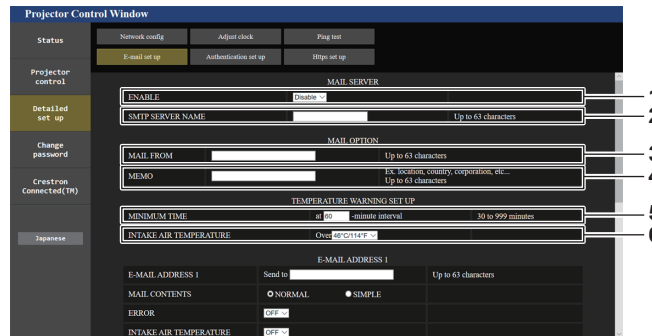 Projector Control Window
Status
Network config
Adjust clock
Ping test
E-mail set up
Authentication set up
Https set up
Projector
control
Detailed
set up
Change
password
Crestron
Connected(TM)
Japanese
MAIL SERVER
ENABLE Disable
1
SMTP SERVER NAME Up to 63 characters
2
MAIL OPTION
MAIL FROM Up to 63 characters
3
MEMO Ex. location, country, corporation, etc...
Up to 63 characters
4
TEMPERATURE WARNING SET UP
MINIMUM TIME at 60 -minute interval 30 to 999 minutes
5
INTAKE AIR TEMPERATURE Over 46°C/114°F
6
E-MAIL ADDRESS 1
E-MAIL ADDRESS 1 Send to Up to 63 characters
MAIL CONTENTS NORMAL SIMPLE
ERROR OFF
INTAKE AIR TEMPERATURE OFF